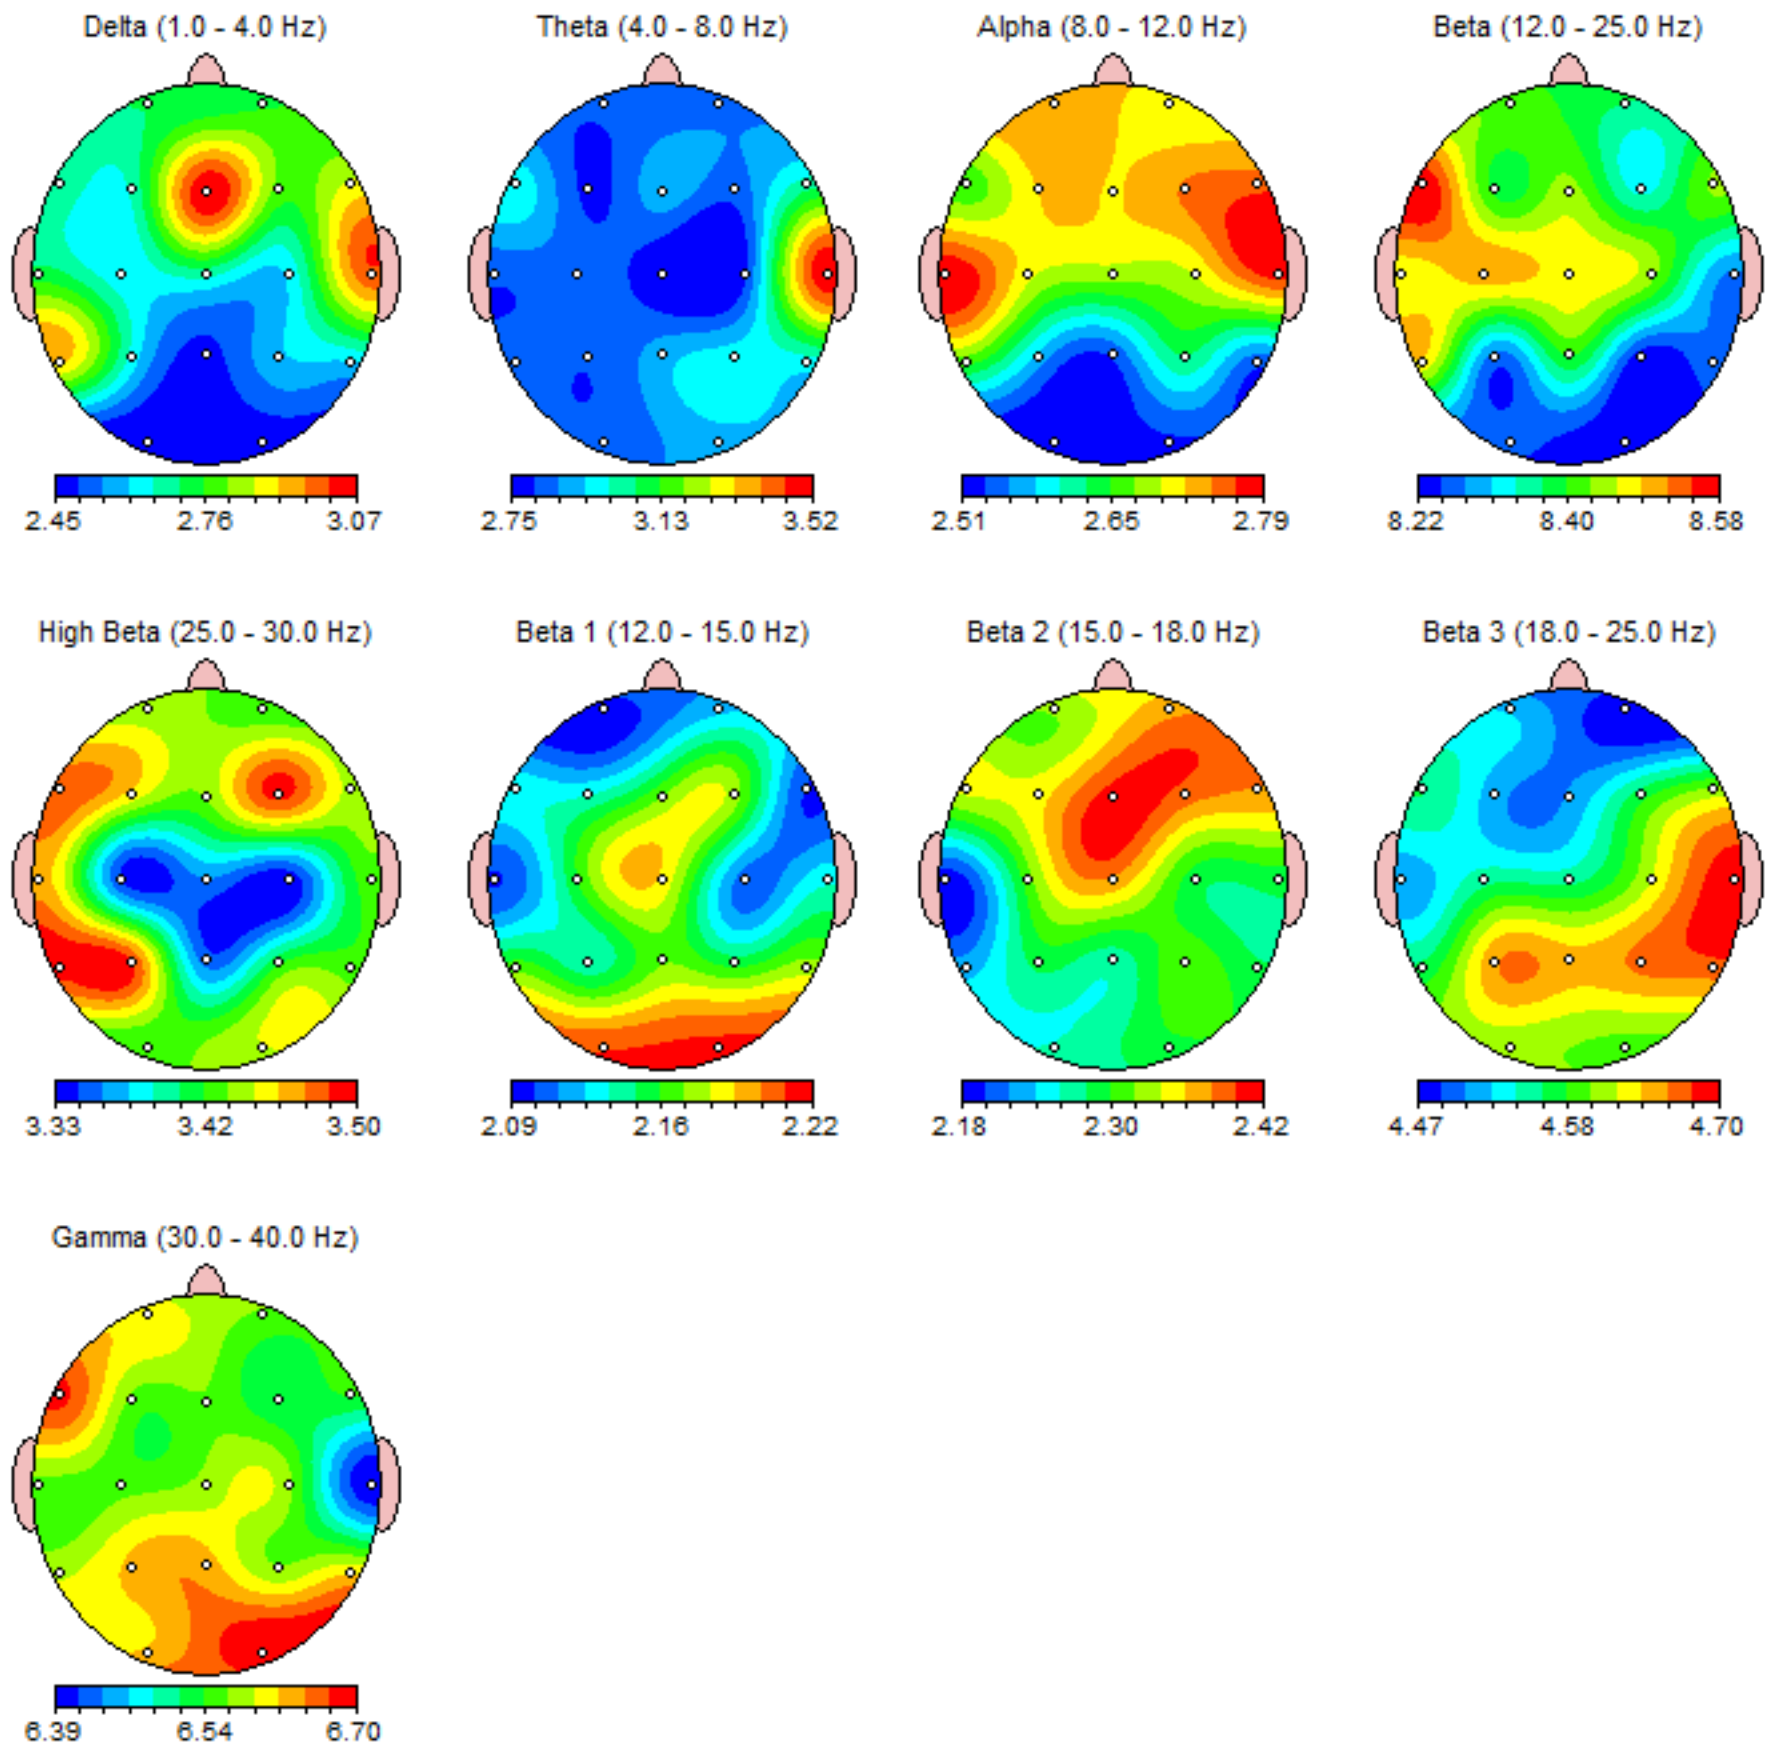 Delta (1.0 - 4.0 Hz) Theta (4.0 - 8.0 Hz) Alpha (8.0 - 12.0 Hz) Beta (12.0 - 25.0 Hz)
2.45 2.76 3.07 2.75 3.13 3.52 2.51 2.65 2.79 8.22 8.40 8.58
High Beta (25.0 - 30.0 Hz) Beta 1 (12.0 - 15.0 Hz) Beta 2 (15.0 - 18.0 Hz) Beta 3 (18.0 - 25.0 Hz)
3.33 3.42 3.50 2.09 2.16 2.22 2.18 2.30 2.42 4.47 4.58 4.70
Gamma (30.0 - 40.0 Hz)
6.39 6.54 6.70